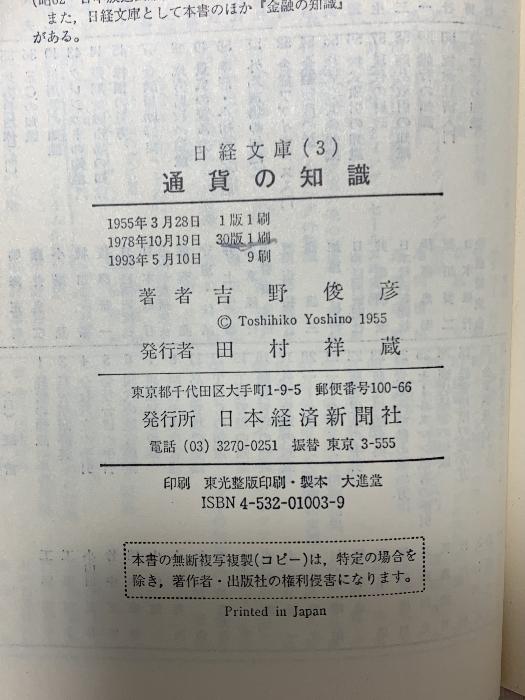 また，日経文庫として本書のほか『金融の知識』
がある。
日経文庫(3)
通貨の知識
1955年3月28日 1版1刷
1978年10月19日 30版1刷
1993年5月10日 9刷
著者 吉野俊彦
© Toshihiko Yoshino 1955
発行者 田村祥蔵
東京都千代田区大手町1-9-5 郵便番号100-66
発行所 日本経済新聞社
電話 (03) 3270-0251 振替 東京 3-555
印刷 東光整版印刷・製本 大進堂
ISBN 4-532-01003-9
本書の無断複写複製(コピー)は，特定の場合を
除き，著作者・出版社の権利侵害になります。
Printed in Japan